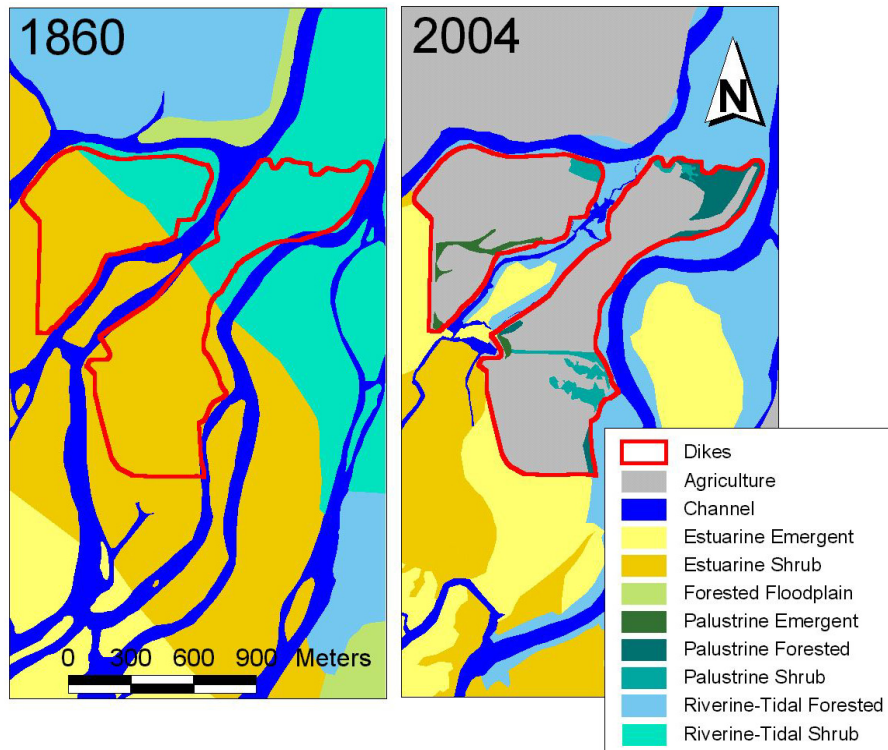 1860
2004
N
0 300 600 900 Meters
Dikes
Agriculture
Channel
Estuarine Emergent
Estuarine Shrub
Forested Floodplain
Palustrine Emergent
Palustrine Forested
Palustrine Shrub
Riverine-Tidal Forested
Riverine-Tidal Shrub